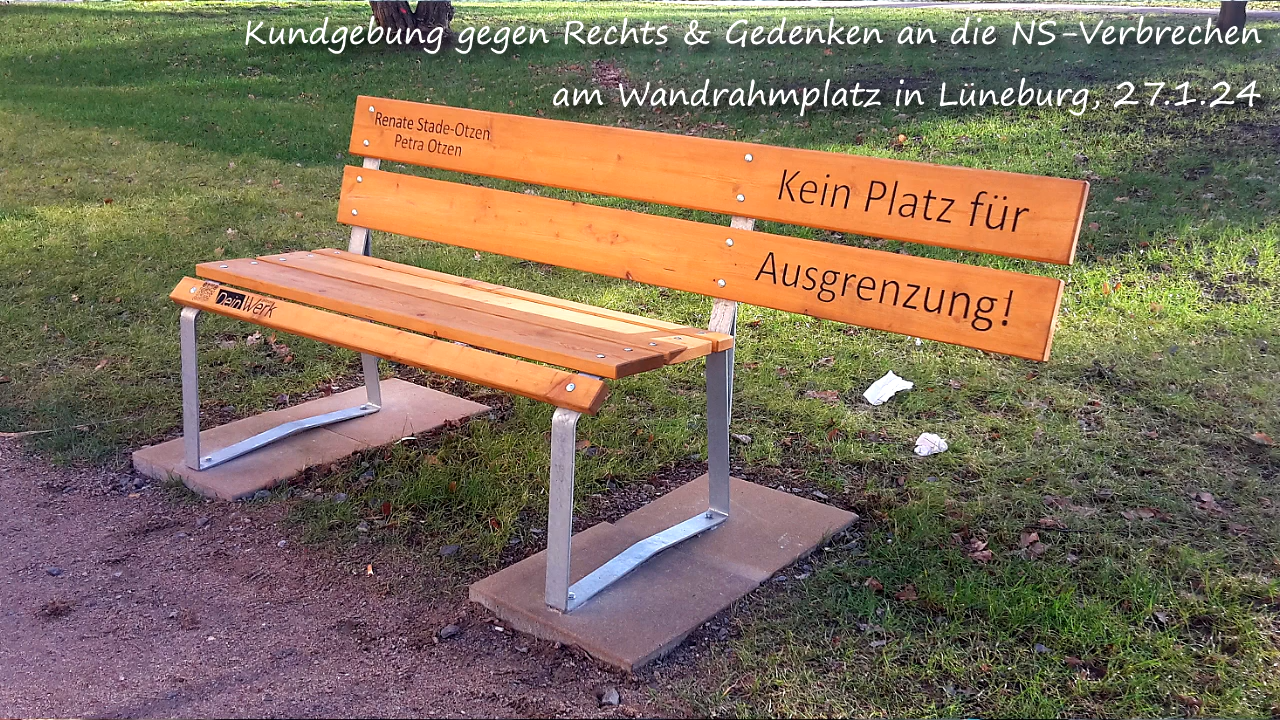 Kundgebung gegen Rechts & Gedenken an die NS-Verbrechen
am Wandrahmplatz in Lüneburg, 27.1.24
Renate Stade-Otzen
Petra Otzen
Kein Platz für
Ausgrenzung!
Dein Werk